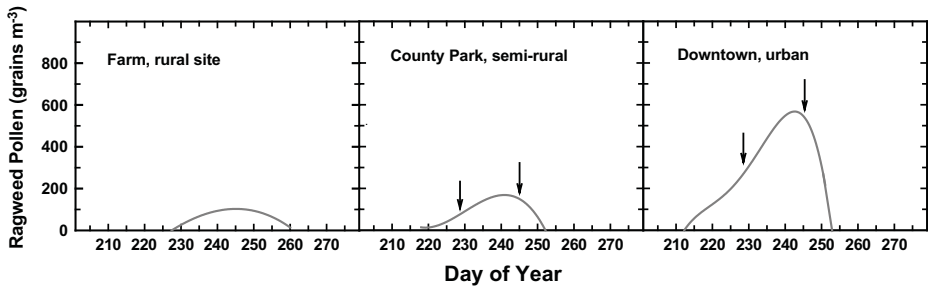 Ragweed Pollen (grains m-3)
800
600
400
200
0
Farm, rural site
County Park, semi-rural
Downtown, urban
210 220 230 240 250 260 270
210 220 230 240 250 260 270
210 220 230 240 250 260 270
Day of Year